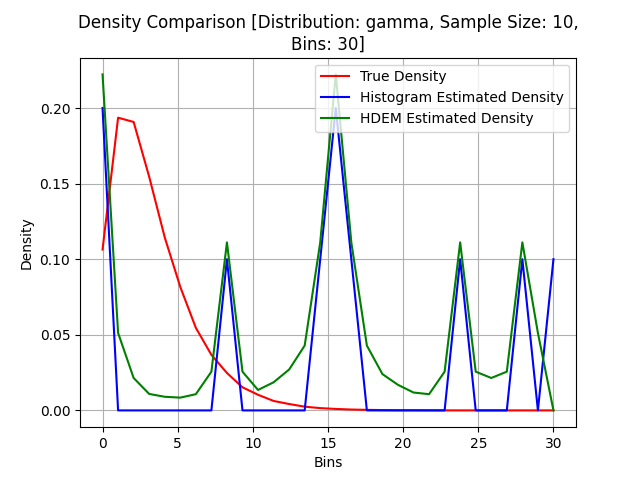 Density Comparison [Distribution: gamma, Sample Size: 10,
Bins: 30]
True Density
Histogram Estimated Density
HDEM Estimated Density
Density
0.20
0.15
0.10
0.05
0.00
0 5 10 15 20 25 30
Bins